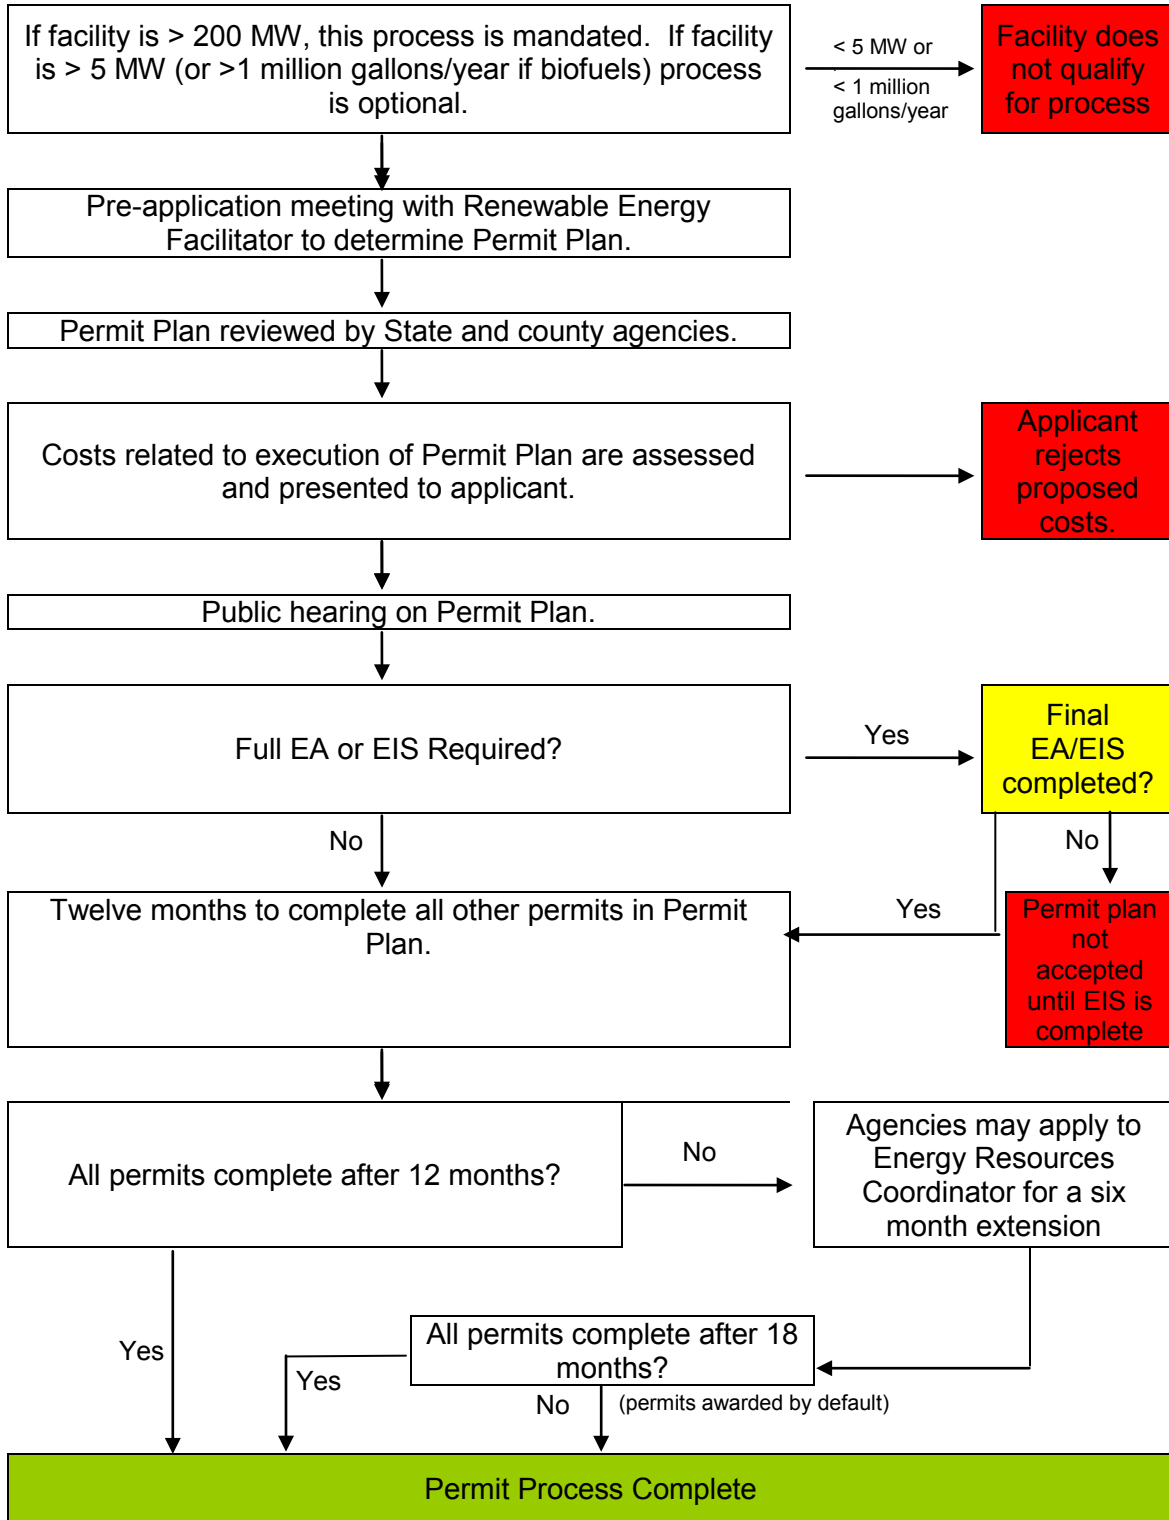 If facility is > 200 MW, this process is mandated. If facility
is > 5 MW (or >1 million gallons/year if biofuels) process
is optional.
< 5 MW or
< 1 million
gallons/year
Facility does
not qualify
for process
Pre-application meeting with Renewable Energy
Facilitator to determine Permit Plan.
Permit Plan reviewed by State and county agencies.
Costs related to execution of Permit Plan are assessed
and presented to applicant.
Applicant
rejects
proposed
costs.
Public hearing on Permit Plan.
Full EA or EIS Required?
Yes
Final
EA/EIS
completed?
No
No
Twelve months to complete all other permits in Permit
Plan.
Yes
Permit plan
not
accepted
until EIS is
complete
All permits complete after 12 months?
No
Agencies may apply to
Energy Resources
Coordinator for a six
month extension
Yes
All permits complete after 18
months?
Yes
No
(permits awarded by default)
Permit Process Complete